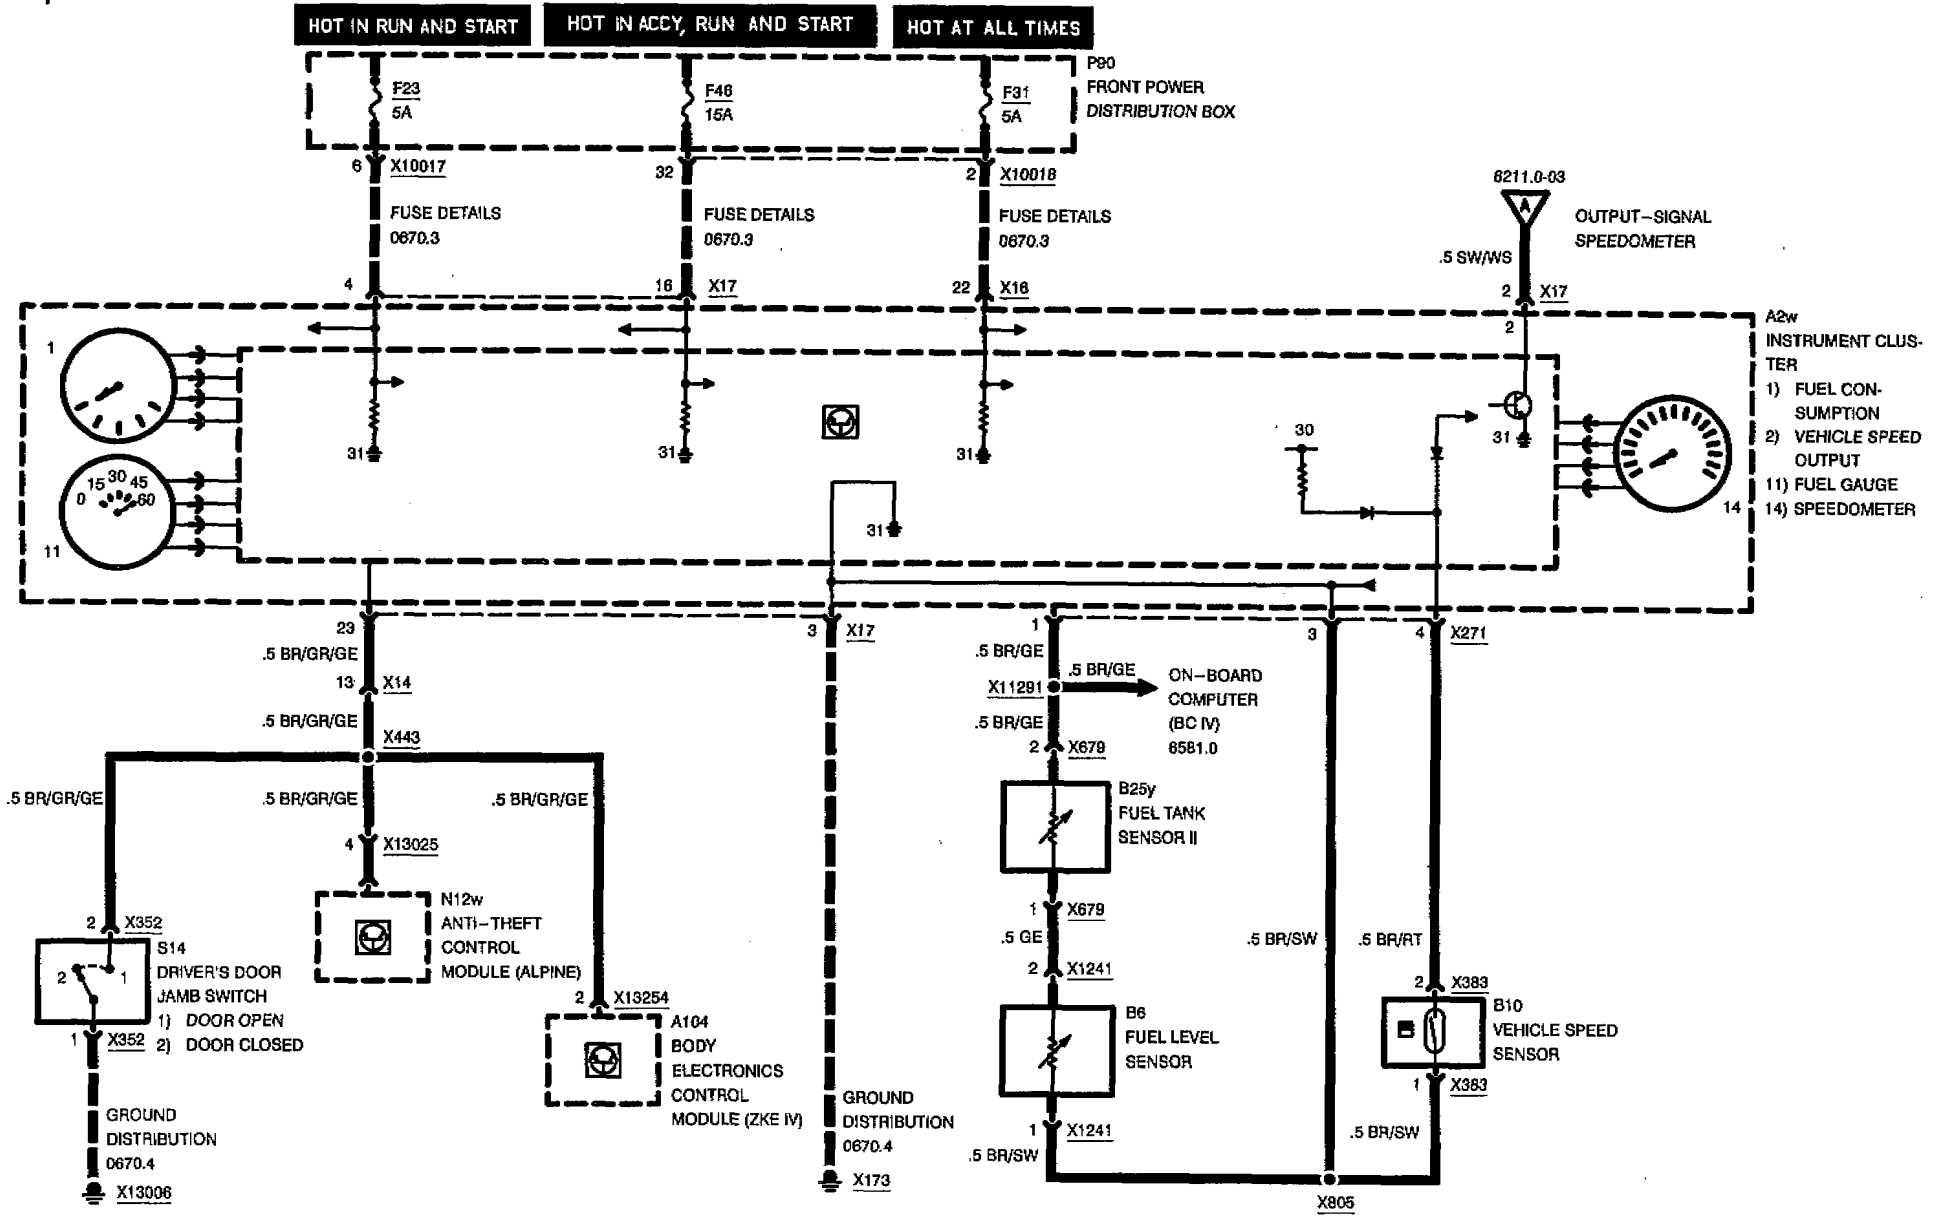 HOT IN RUN AND START
HOT IN ACCY, RUN AND START
HOT AT ALL TIMES
P90
FRONT POWER
DISTRIBUTION BOX
F23
5A
F46
15A
F31
5A
6 X10017
32
2 X10018
FUSE DETAILS
0670.3
FUSE DETAILS
0670.3
FUSE DETAILS
0670.3
6211.0-03
A
OUTPUT-SIGNAL
SPEEDOMETER
.5 SW/WS
4
16 X17
22 X16
2 X17
2
A2w
INSTRUMENT CLUS-
TER
1) FUEL CON-
SUMPTION
2) VEHICLE SPEED
OUTPUT
11) FUEL GAUGE
14) SPEEDOMETER
1
31
31
31
31
30
31
0 15 30 45 60
11
14
23
3 X17
1
3
4 X271
.5 BR/GR/GE
13 X14
.5 BR/GR/GE
X443
.5 BR/GR/GE
.5 BR/GR/GE
.5 BR/GR/GE
4 X13025
N12w
ANTI-THEFT
CONTROL
MODULE (ALPINE)
2 X352
S14
DRIVER'S DOOR
JAMB SWITCH
1) DOOR OPEN
2) DOOR CLOSED
2 1
1 X352
GROUND
DISTRIBUTION
0670.4
X13006
2 X13254
A104
BODY
ELECTRONICS
CONTROL
MODULE (ZKE IV)
GROUND
DISTRIBUTION
0670.4
X173
.5 BR/GE
X11291
.5 BR/GE
ON-BOARD
COMPUTER
(BC IV)
6581.0
.5 BR/GE
2 X679
B25y
FUEL TANK
SENSOR II
1 X679
.5 GE
2 X1241
B6
FUEL LEVEL
SENSOR
1 X1241
.5 BR/SW
.5 BR/SW
.5 BR/RT
2 X383
B10
VEHICLE SPEED
SENSOR
1 X383
.5 BR/SW
X805